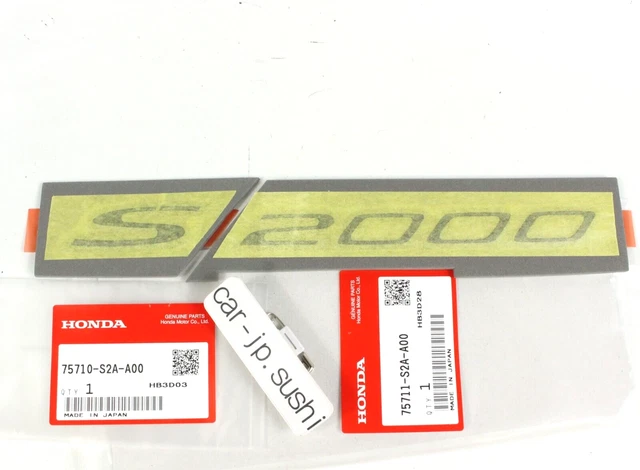 S/2000
HONDA
GENUINE PARTS
Honda Motor Co., Ltd.
75710-S2A-A00
QTY 1
HB3D03
MADE IN JAPAN
car-jp.sushi
HONDA
GENUINE PARTS
Honda Motor Co., Ltd.
75711-S2A-A00
QTY 1
HB3D28
MADE IN JAPAN